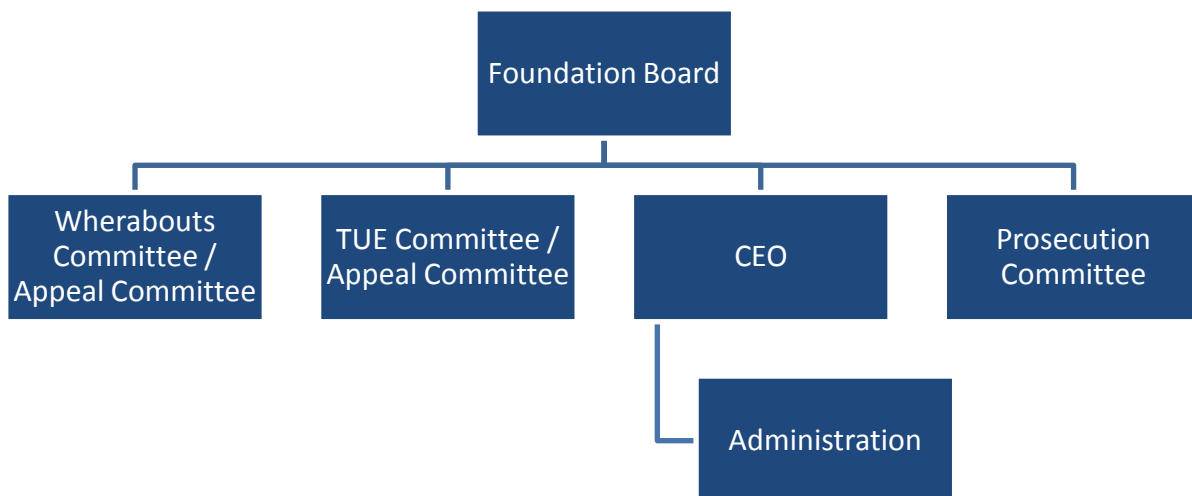 Foundation Board
Wherabouts
Committee /
Appeal Committee
TUE Committee /
Appeal Committee
CEO
Prosecution
Committee
Administration